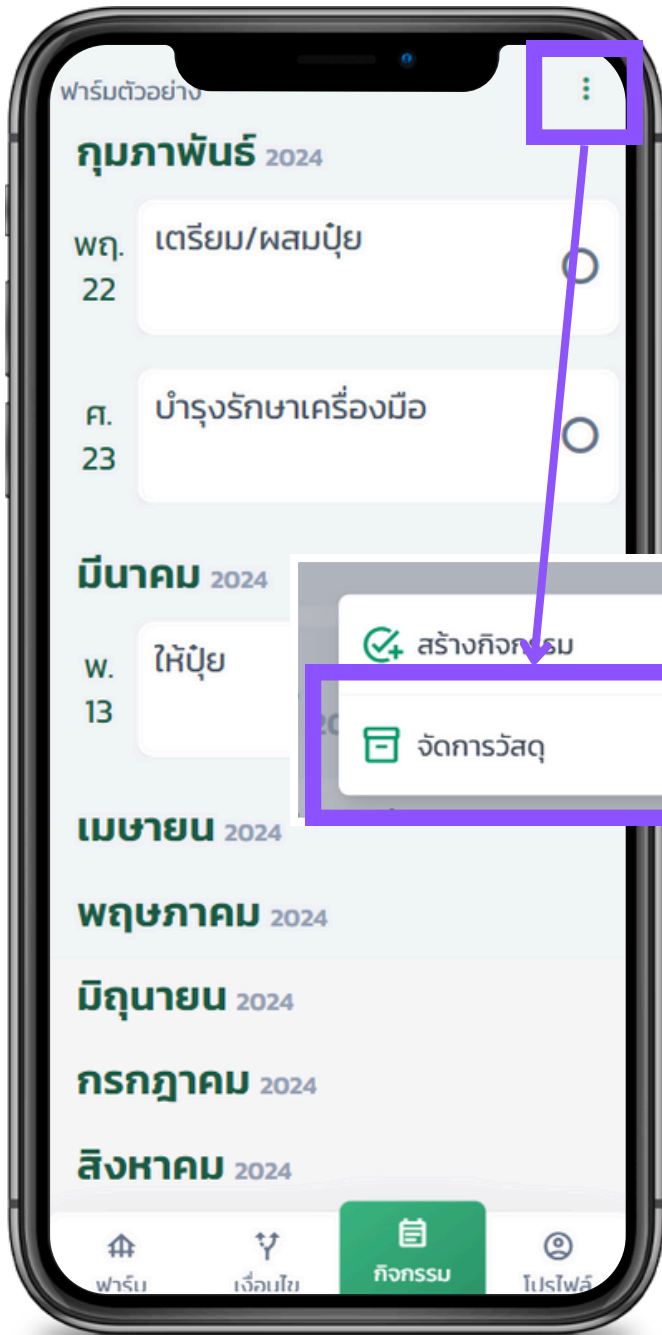 ฟาร์มตัวอย่าง
กุมภาพันธ์ 2024
พฤ. เตรียม/ผสมปุ๋ย
22
ศ. บำรุงรักษาเครื่องมือ
23
มีนาคม 2024
สร้างกิจกรรม
พ. ให้ปุ๋ย
13
จัดการวัสดุ
เมษายน 2024
พฤษภาคม 2024
มิถุนายน 2024
กรกฎาคม 2024
สิงหาคม 2024
ฟาร์ม เงื่อนไข กิจกรรม โปรไฟล์